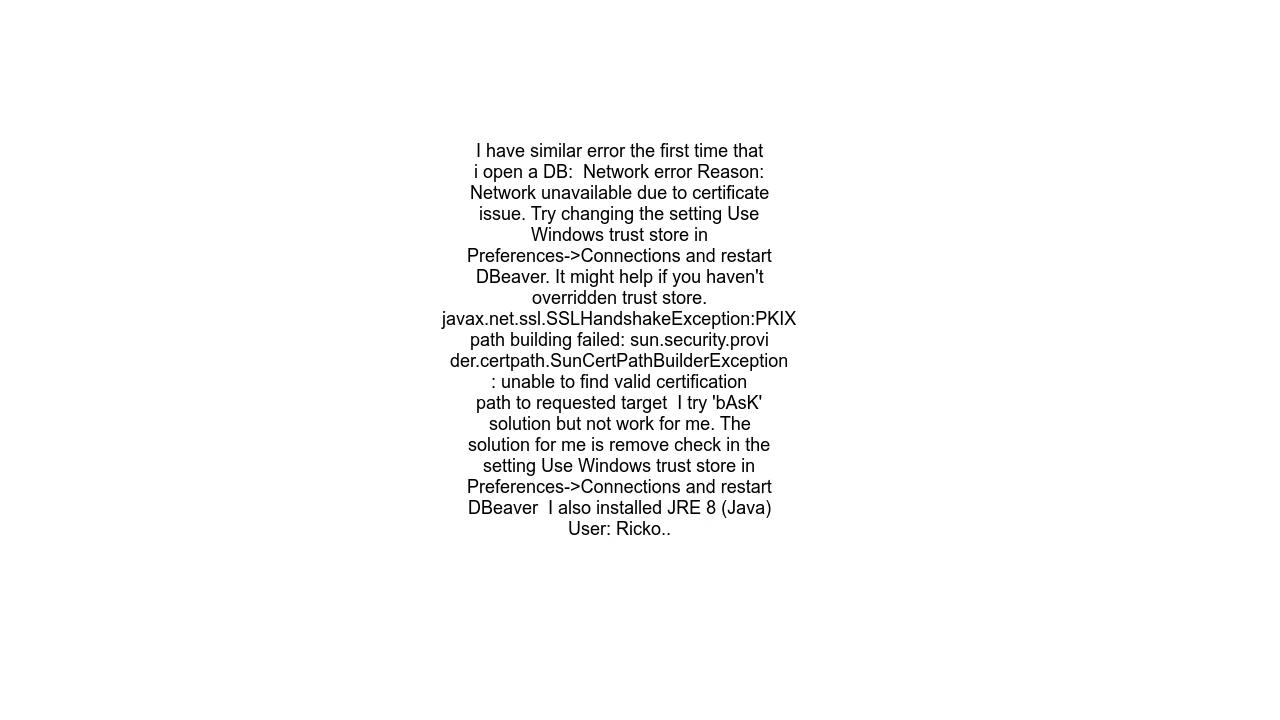 I have similar error the first time that
i open a DB:  Network error Reason:
Network unavailable due to certificate
issue. Try changing the setting Use
Windows trust store in
Preferences->Connections and restart
DBeaver. It might help if you haven't
overridden trust store.
javax.net.ssl.SSLHandshakeException:PKIX
path building failed: sun.security.provi
der.certpath.SunCertPathBuilderException
: unable to find valid certification
path to requested target  I try 'bAsK'
solution but not work for me. The
solution for me is remove check in the
setting Use Windows trust store in
Preferences->Connections and restart
DBeaver  I also installed JRE 8 (Java)
User: Ricko..